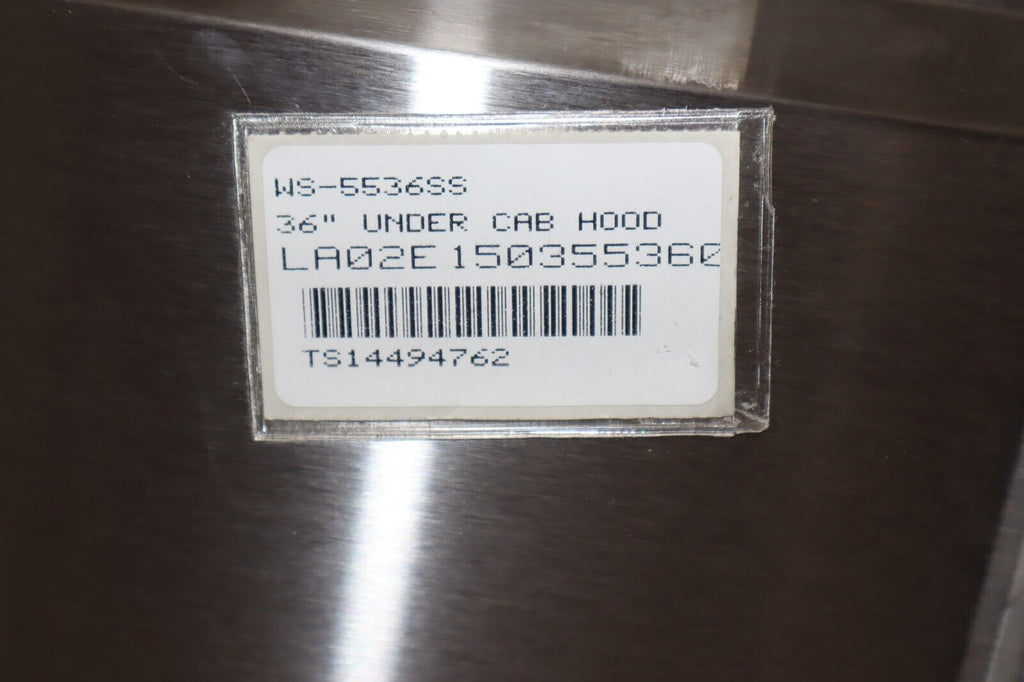 WS-5536SS
36" UNDER CAB HOOD
LA02E150355360
TS14494762